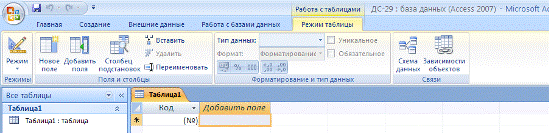 Работа с таблицами
ДС-29 : база данных (Access 2007) - Microsoft A
Главная Создание Внешние данные Работа с базами данных Режим таблицы
Режим
Новое поле
Добавить поля
Столбец подстановок
Вставить
Удалить
Переименовать
Тип данных:
Формат: Форматирование
Уникальное
Обязательное
Схема данных
Зависимости объектов
Режимы Поля и столбцы Форматирование и тип данных Связи
Все таблицы
Таблица1
Таблица1 : таблица
Таблица1
Код Добавить поле
* (№)